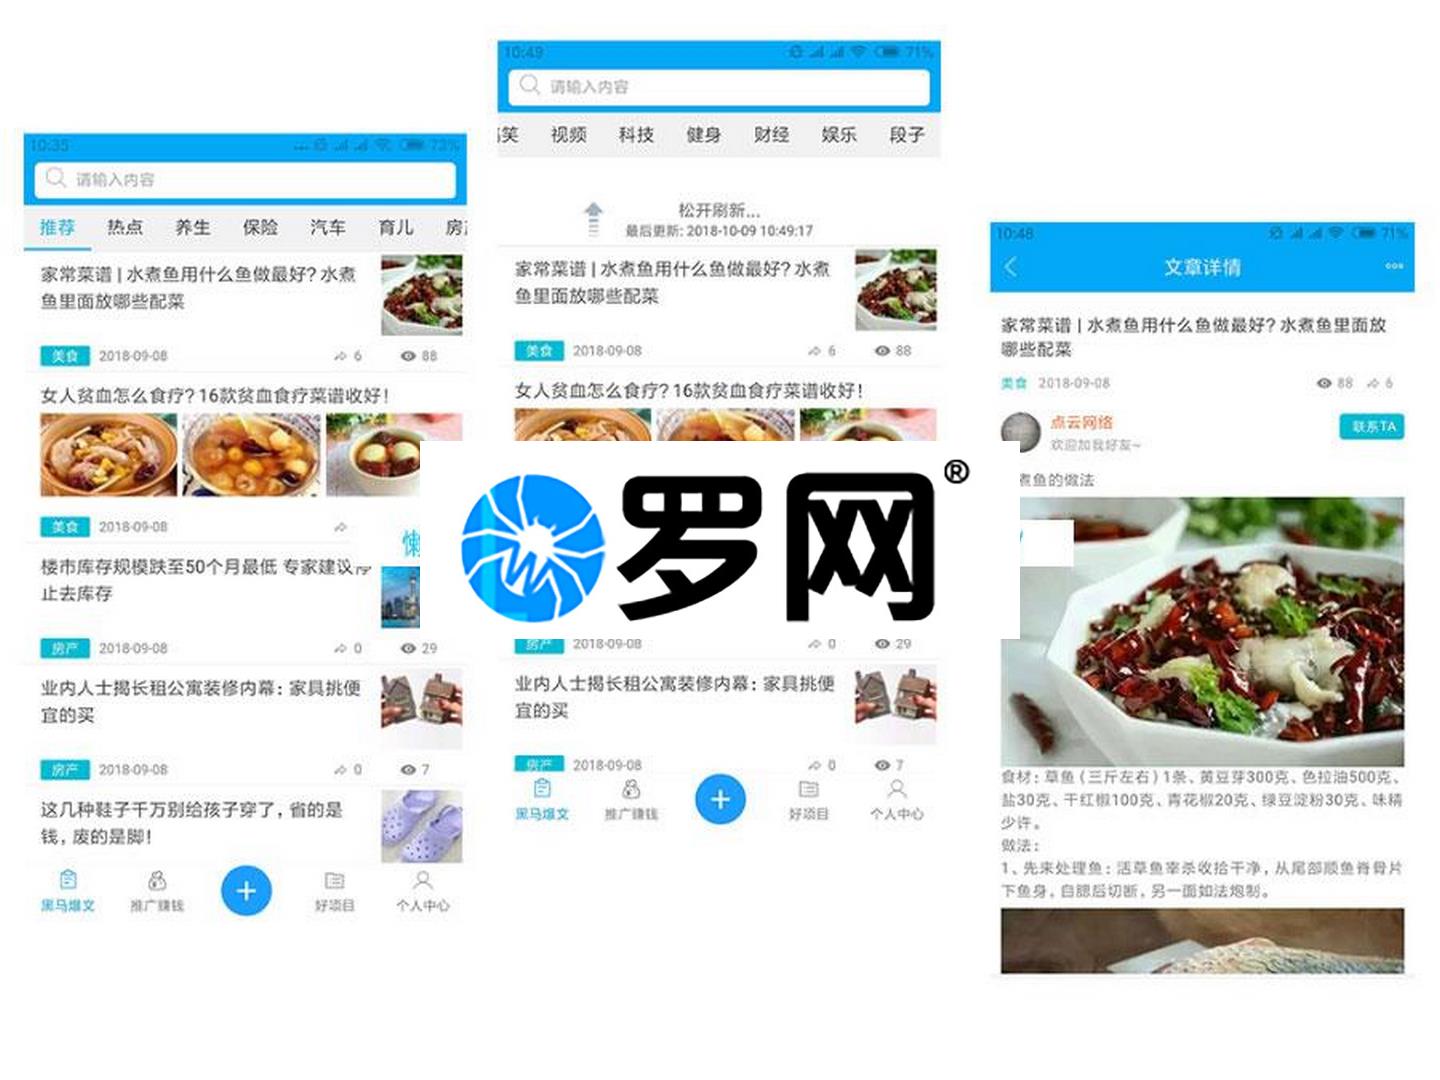 10:35
73%
请输入内容
推荐 热点 养生 保险 汽车 育儿
家常菜谱 | 水煮鱼用什么鱼做最好? 水煮
鱼里面放哪些配菜
美食 2018-09-08 6 88
女人贫血怎么食疗? 16款贫血食疗菜谱收好!
美食 2018-09-08
楼市库存规模跌至50个月最低 专家建议停
止去库存
房产 2018-09-08 0 29
业内人士揭长租公寓装修内幕: 家具挑便
宜的买
房产 2018-09-08 0 7
这几种鞋子千万别给孩子穿了, 省的是
钱, 废的是脚!
黑马爆文 推广赚钱 好项目 个人中心
10:49
71%
请输入内容
笑 视频 科技 健身 财经 娱乐 段子
松开刷新...
最后更新: 2018-10-09 10:49:17
家常菜谱 | 水煮鱼用什么鱼做最好? 水煮
鱼里面放哪些配菜
美食 2018-09-08 6 88
女人贫血怎么食疗? 16款贫血食疗菜谱收好!
罗网®
房产 2018-09-08 0 29
业内人士揭长租公寓装修内幕: 家具挑便
宜的买
房产 2018-09-08 0 7
黑马爆文 推广赚钱 好项目 个人中心
10:48
71%
文章详情
家常菜谱 | 水煮鱼用什么鱼做最好? 水煮鱼里面放
哪些配菜
美食 2018-09-08 88 6
点云网络
欢迎加我好友~
联系TA
煮鱼的做法
食材: 草鱼 (三斤左右) 1条、黄豆芽300克、色拉油500克、
盐30克、干红椒100克、青花椒20克、绿豆淀粉30克、味精
少许。
做法:
1、先来处理鱼: 活草鱼宰杀收拾干净, 从尾部顺鱼脊骨片
下鱼身, 自腮后切断, 另一面如法炮制。